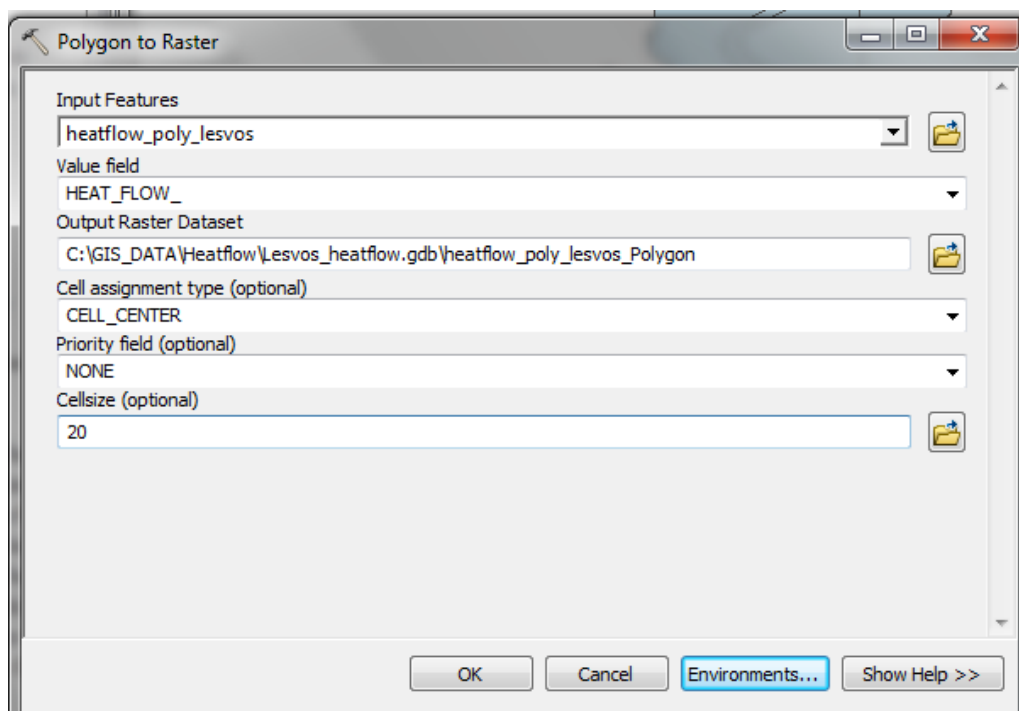 Polygon to Raster
Input Features
heatflow_poly_lesvos
Value field
HEAT_FLOW_
Output Raster Dataset
C:\GIS_DATA\Heatflow\Lesvos_heatflow.gdb\heatflow_poly_lesvos_Polygon
Cell assignment type (optional)
CELL_CENTER
Priority field (optional)
NONE
Cellsize (optional)
20
OK Cancel Environments... Show Help >>